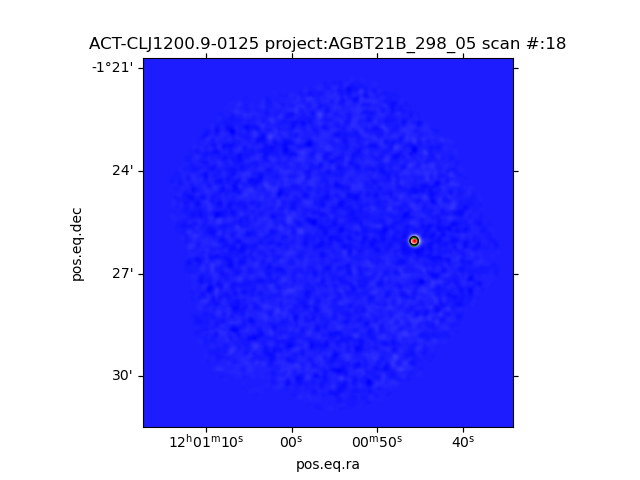 ACT-CLJ1200.9-0125 project:AGBT21B_298_05 scan #:18
-1°21'
24'
27'
30'
pos.eq.dec
12ʰ01ᵐ10ˢ 00ˢ 00ᵐ50ˢ 40ˢ
pos.eq.ra